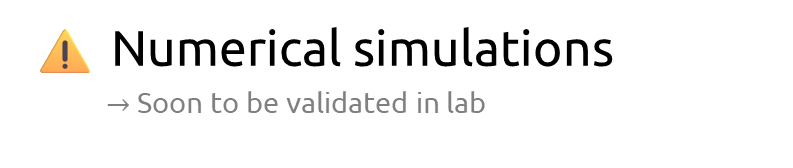 ⚠️ Numerical simulations
→ Soon to be validated in lab